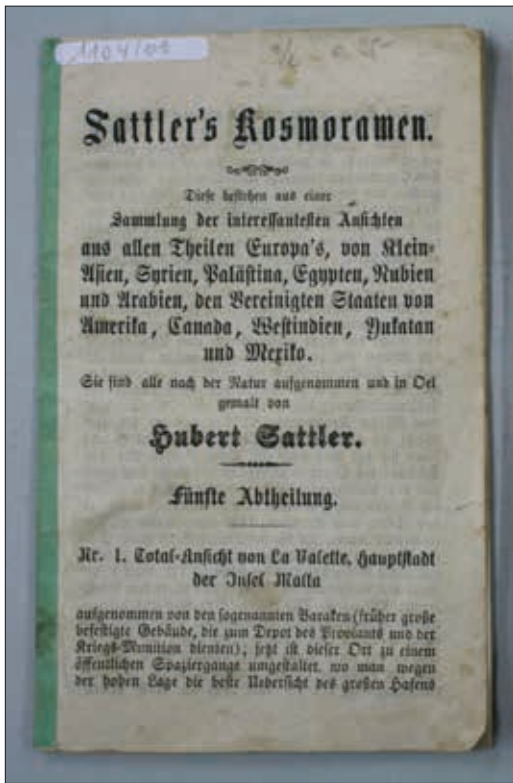 1104/09
Sattler's Kosmoramen.
Diese bestehen aus einer
Sammlung der interessantesten Ansichten
aus allen Theilen Europa's, von Klein-
Asien, Syrien, Palästina, Egypten, Nubien
und Arabien, den Vereinigten Staaten von
Amerika, Canada, Westindien, Yukatan
und Mexiko.
Sie sind alle nach der Natur aufgenommen und in Oel
gemalt von
Hubert Sattler.
Fünfte Abtheilung.
Nr. 1. Total-Ansicht von La Valette, Hauptstadt
der Insel Malta
aufgenommen von den sogenannten Baraken (früher große
befestigte Gebäude, die zum Depot des Proviants und der
Kriegs-Munition dienten), jetzt ist dieser Ort zu einem
öffentlichen Spaziergange umgestaltet, wo man wegen
der hohen Lage die beste Uebersicht des großen Hafens